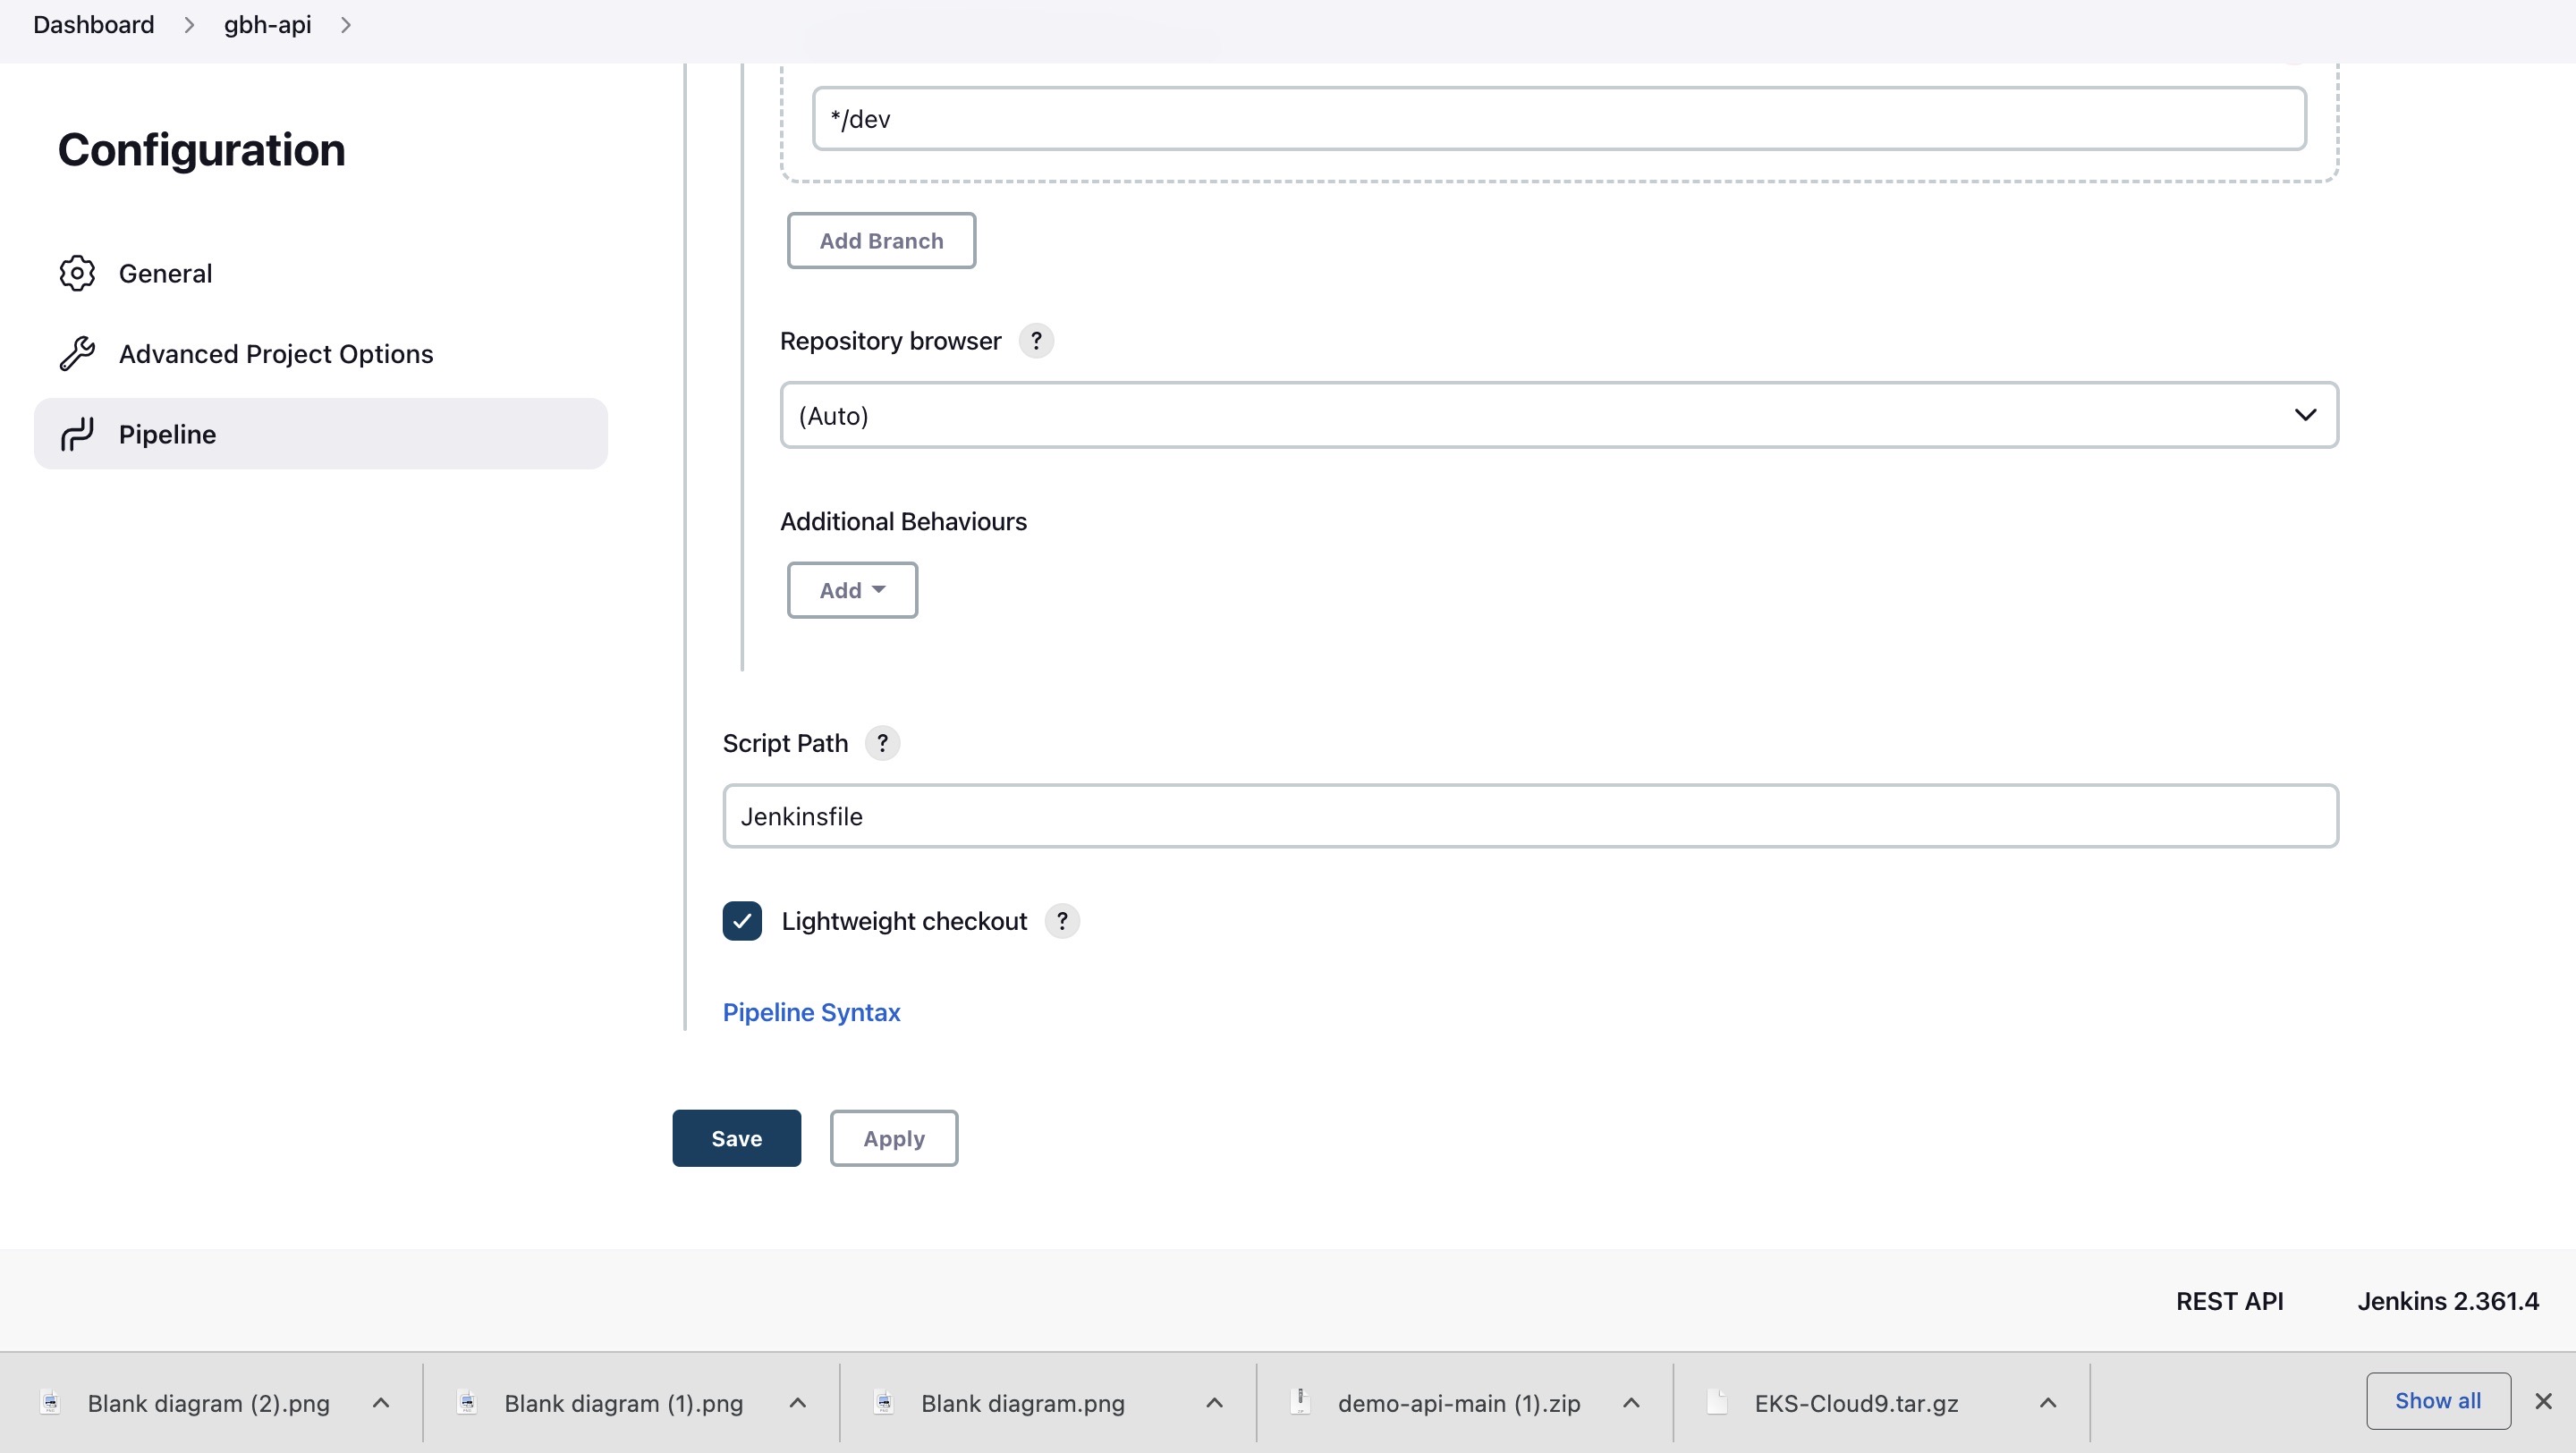 Dashboard > gbh-api >
*/dev
Configuration
Add Branch
General
Repository browser ?
Advanced Project Options
(Auto)
Pipeline
Additional Behaviours
Add
Script Path ?
Jenkinsfile
Lightweight checkout ?
Pipeline Syntax
Save Apply
REST API Jenkins 2.361.4
Blank diagram (2).png Blank diagram (1).png Blank diagram.png demo-api-main (1).zip EKS-Cloud9.tar.gz Show all